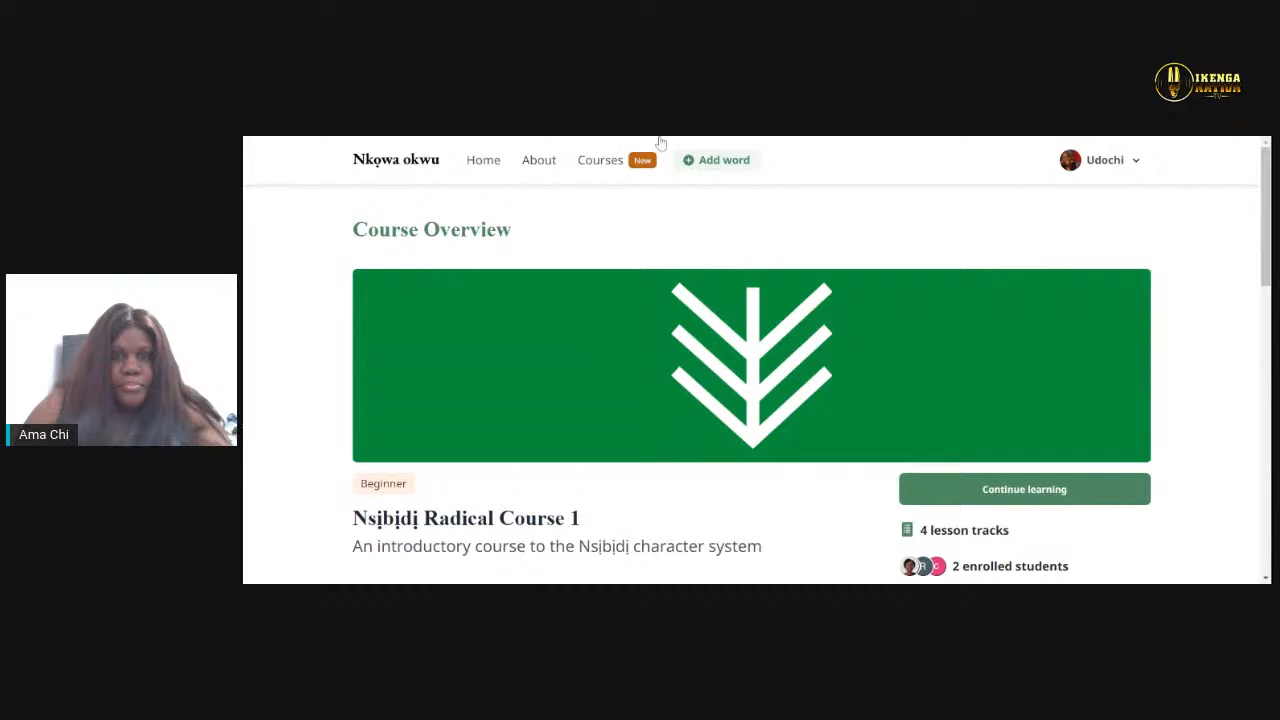 IKENGA
NATION
TV
Nkọwa okwu
Home
About
Courses
New
Add word
Udochi
Course Overview
Ama Chi
Beginner
Continue learning
Nsịbịdị Radical Course 1
4 lesson tracks
An introductory course to the Nsịbịdị character system
R
C
2 enrolled students